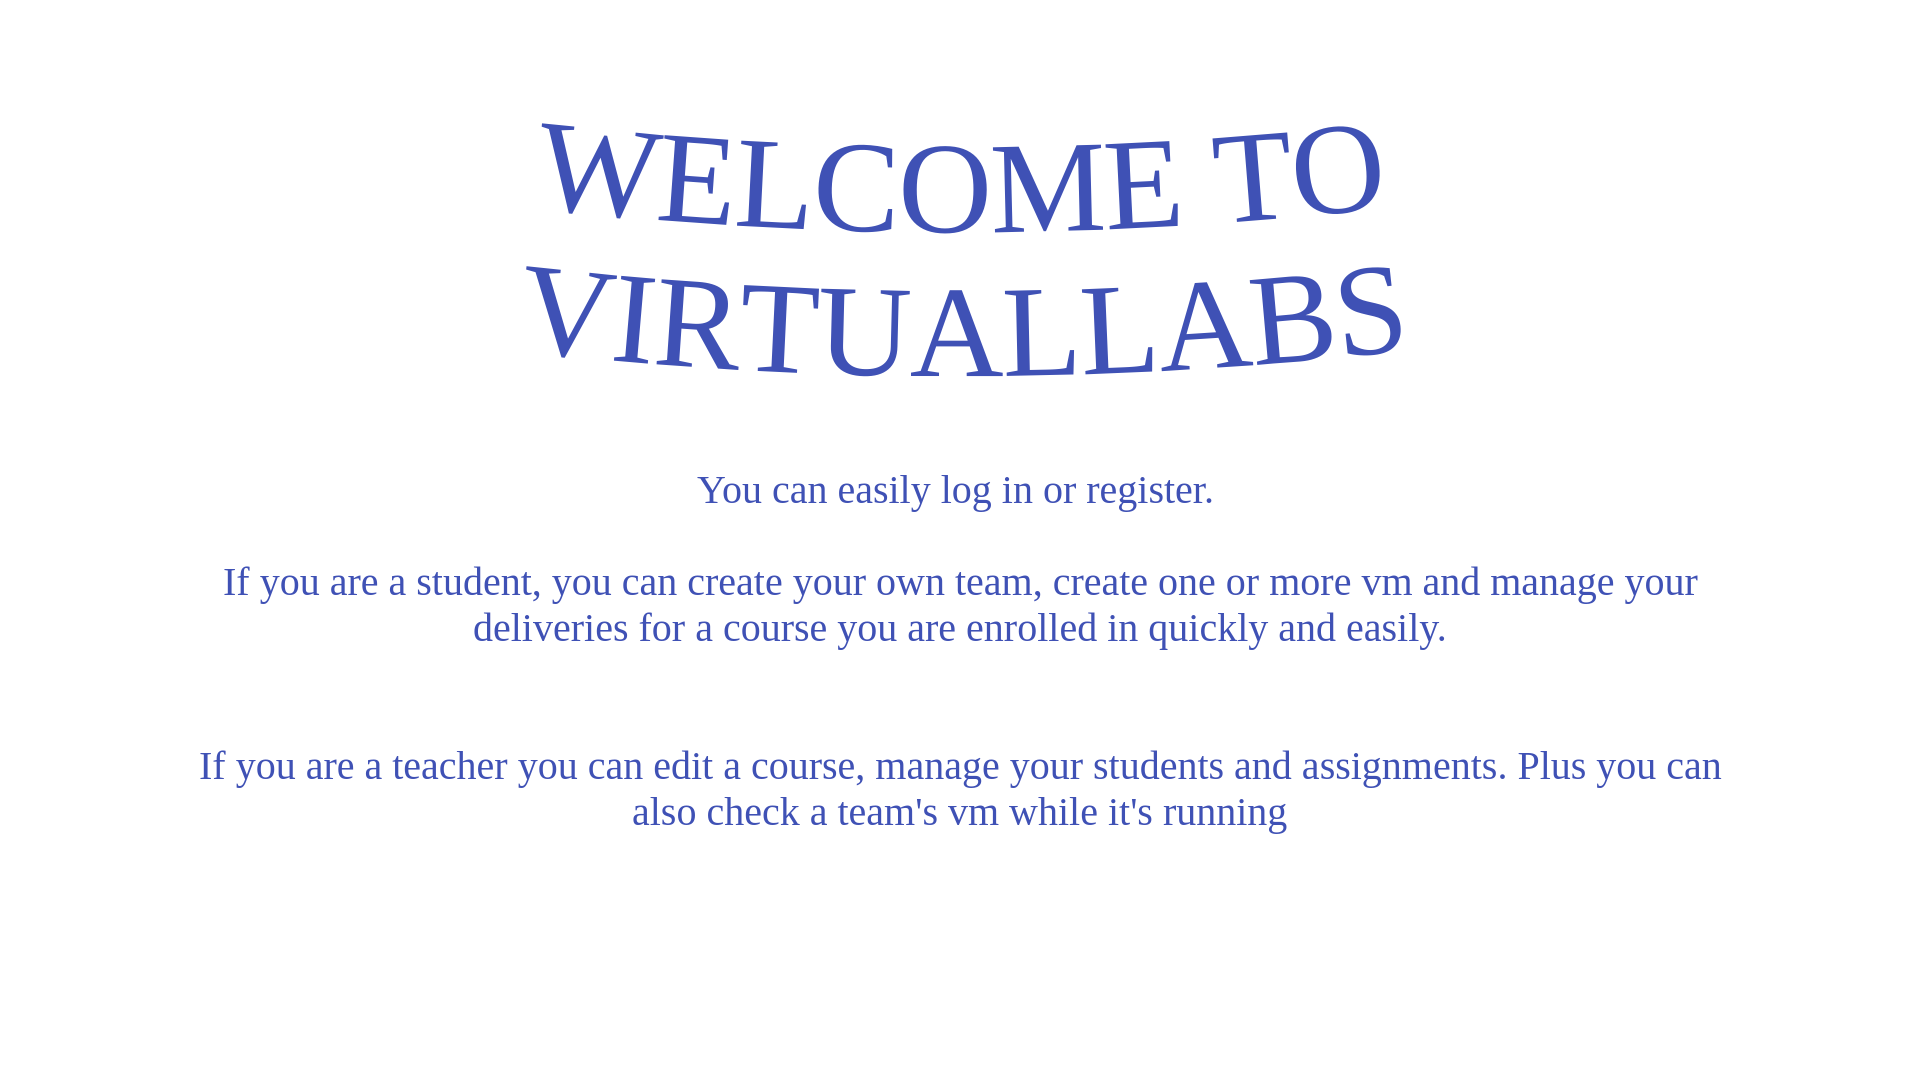 WELCOME TO
VIRTUALLABS
You can easily log in or register.
If you are a student, you can create your own team, create one or more vm and manage your
deliveries for a course you are enrolled in quickly and easily.
If you are a teacher you can edit a course, manage your students and assignments. Plus you can
also check a team's vm while it's running